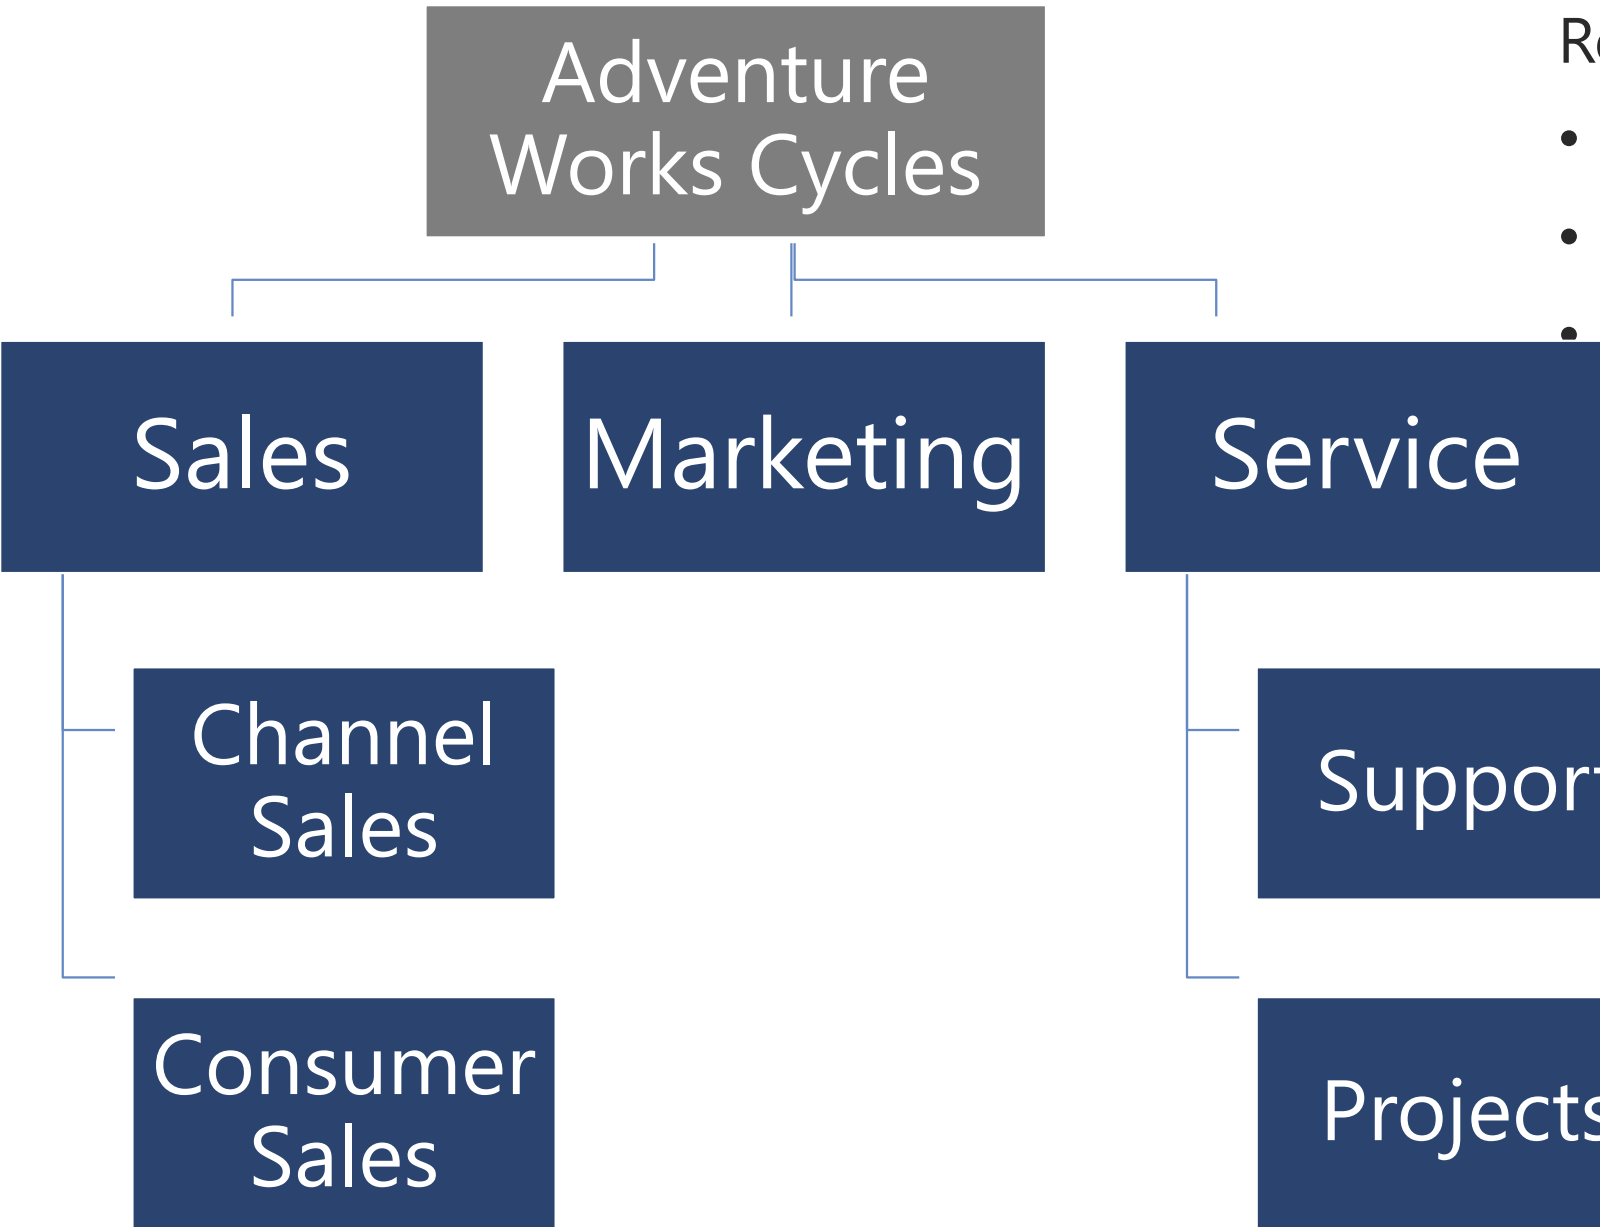 Adventure
Works Cycles
Sales
Marketing
Service
Channel
Sales
Support
Consumer
Sales
Projects